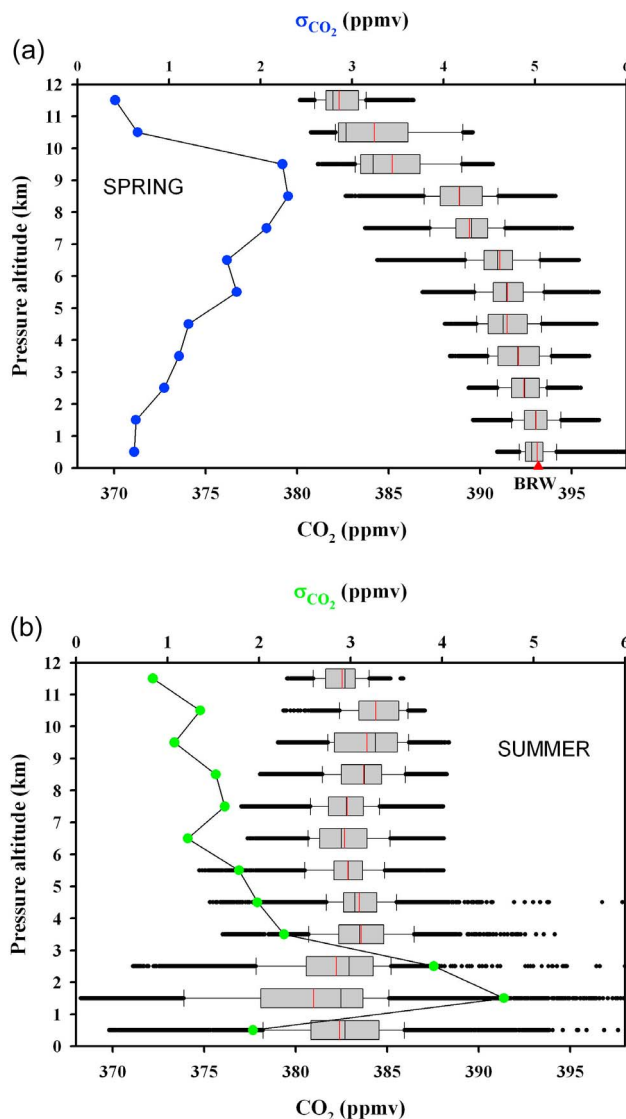 σCO₂ (ppmv)
(a)
0 1 2 3 4 5 6
12
11
10
9
8
7
6
5
4
3
2
1
0
Pressure altitude (km)
SPRING
BRW
370 375 380 385 390 395
CO₂ (ppmv)
σCO₂ (ppmv)
(b)
0 1 2 3 4 5 6
12
11
10
9
8
7
6
5
4
3
2
1
0
Pressure altitude (km)
SUMMER
370 375 380 385 390 395
CO₂ (ppmv)